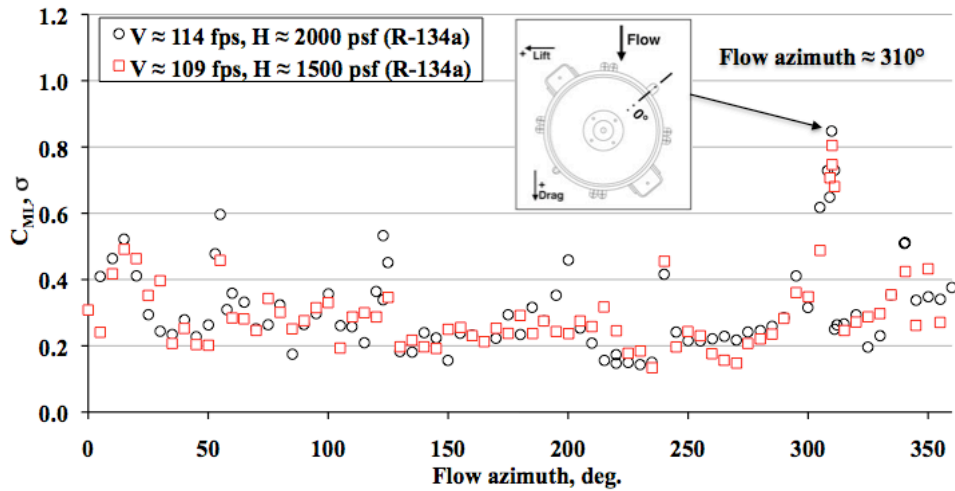 V ≈ 114 fps, H ≈ 2000 psf (R-134a)
V ≈ 109 fps, H ≈ 1500 psf (R-134a)
Flow
+
Lift
0°
+
Drag
Flow azimuth ≈ 310°
C_ML, σ
1.2
1.0
0.8
0.6
0.4
0.2
0.0
0 50 100 150 200 250 300 350
Flow azimuth, deg.